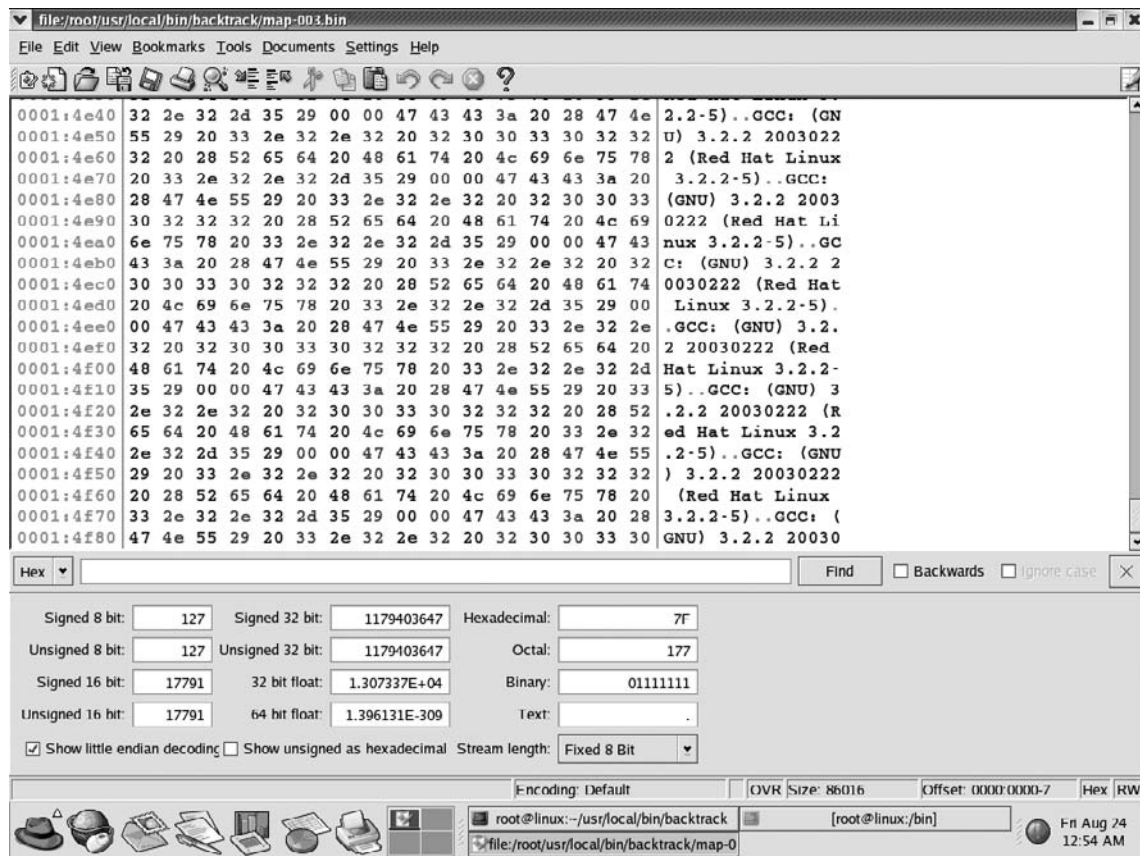 file:/root/usr/local/bin/backtrack/map-003.bin
File Edit View Bookmarks Tools Documents Settings Help
0001:4e40 32 2e 32 2d 35 29 00 00 47 43 43 3a 20 28 47 4e 2.2-5)..GCC: (GN
0001:4e50 55 29 20 33 2e 32 2e 32 20 32 30 30 33 30 32 32 U) 3.2.2 2003022
0001:4e60 32 20 28 52 65 64 20 48 61 74 20 4c 69 6e 75 78 2 (Red Hat Linux
0001:4e70 20 33 2e 32 2e 32 2d 35 29 00 00 47 43 43 3a 20 3.2.2-5)..GCC:
0001:4e80 28 47 4e 55 29 20 33 2e 32 2e 32 20 32 30 30 33 (GNU) 3.2.2 2003
0001:4e90 30 32 32 32 20 28 52 65 64 20 48 61 74 20 4c 69 0222 (Red Hat Li
0001:4ea0 6e 75 78 20 33 2e 32 2e 32 2d 35 29 00 00 47 43 nux 3.2.2-5)..GC
0001:4eb0 43 3a 20 28 47 4e 55 29 20 33 2e 32 2e 32 20 32 C: (GNU) 3.2.2 2
0001:4ec0 30 30 33 30 32 32 32 20 28 52 65 64 20 48 61 74 0030222 (Red Hat
0001:4ed0 20 4c 69 6e 75 78 20 33 2e 32 2e 32 2d 35 29 00 Linux 3.2.2-5).
0001:4ee0 00 47 43 43 3a 20 28 47 4e 55 29 20 33 2e 32 2e .GCC: (GNU) 3.2.
0001:4ef0 32 20 32 30 30 33 30 32 32 32 20 28 52 65 64 20 2 20030222 (Red
0001:4f00 48 61 74 20 4c 69 6e 75 78 20 33 2e 32 2e 32 2d Hat Linux 3.2.2-
0001:4f10 35 29 00 00 47 43 43 3a 20 28 47 4e 55 29 20 33 5)..GCC: (GNU) 3
0001:4f20 2e 32 2e 32 20 32 30 30 33 30 32 32 32 20 28 52 .2.2 20030222 (R
0001:4f30 65 64 20 48 61 74 20 4c 69 6e 75 78 20 33 2e 32 ed Hat Linux 3.2
0001:4f40 2e 32 2d 35 29 00 00 47 43 43 3a 20 28 47 4e 55 .2-5)..GCC: (GNU
0001:4f50 29 20 33 2e 32 2e 32 20 32 30 30 33 30 32 32 32 ) 3.2.2 20030222
0001:4f60 20 28 52 65 64 20 48 61 74 20 4c 69 6e 75 78 20 (Red Hat Linux
0001:4f70 33 2e 32 2e 32 2d 35 29 00 00 47 43 43 3a 20 28 3.2.2-5)..GCC: (
0001:4f80 47 4e 55 29 20 33 2e 32 2e 32 20 32 30 30 33 30 GNU) 3.2.2 20030
Hex Find Backwards Ignore case
Signed 8 bit: 127 Signed 32 bit: 1179403647 Hexadecimal: 7F
Unsigned 8 bit: 127 Unsigned 32 bit: 1179403647 Octal: 177
Signed 16 bit: 17791 32 bit float: 1.307337E+04 Binary: 01111111
Unsigned 16 bit: 17791 64 bit float: 1.396131E-309 Text: .
Show little endian decoding Show unsigned as hexadecimal Stream length: Fixed 8 Bit
Encoding: Default OVR Size: 86016 Offset: 0000:0000-7 Hex RW
root@linux:~/usr/local/bin/backtrack [root@linux:/bin] Fri Aug 24
file:/root/usr/local/bin/backtrack/map-0 12:54 AM